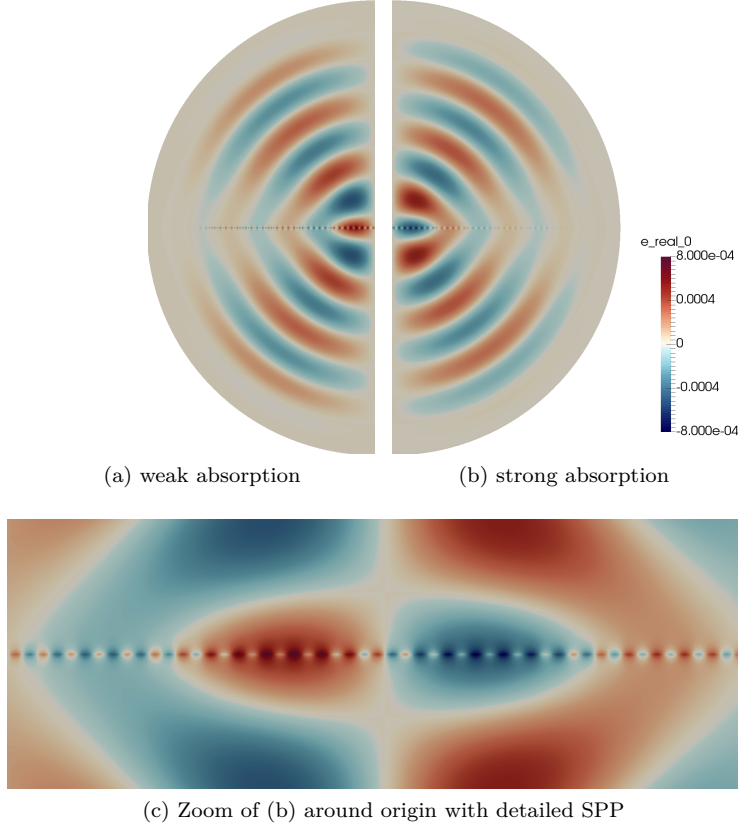 e_real_0
8.000e-04
0.0004
0
-0.0004
-8.000e-04
(a) weak absorption
(b) strong absorption
(c) Zoom of (b) around origin with detailed SPP